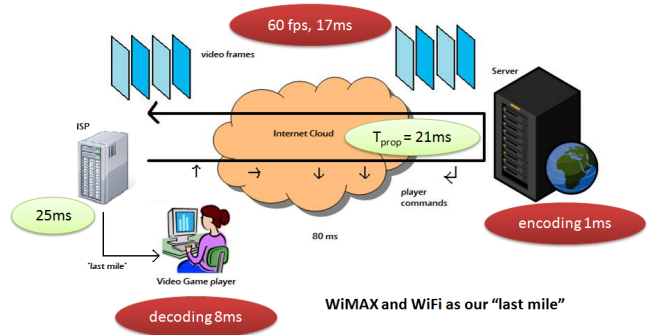 60 fps, 17ms
video frames
Server
ISP
Internet Cloud
Tprop = 21ms
player
commands
25ms
encoding 1ms
80 ms
"last mile"
Video Game player
WiMAX and WiFi as our “last mile”
decoding 8ms